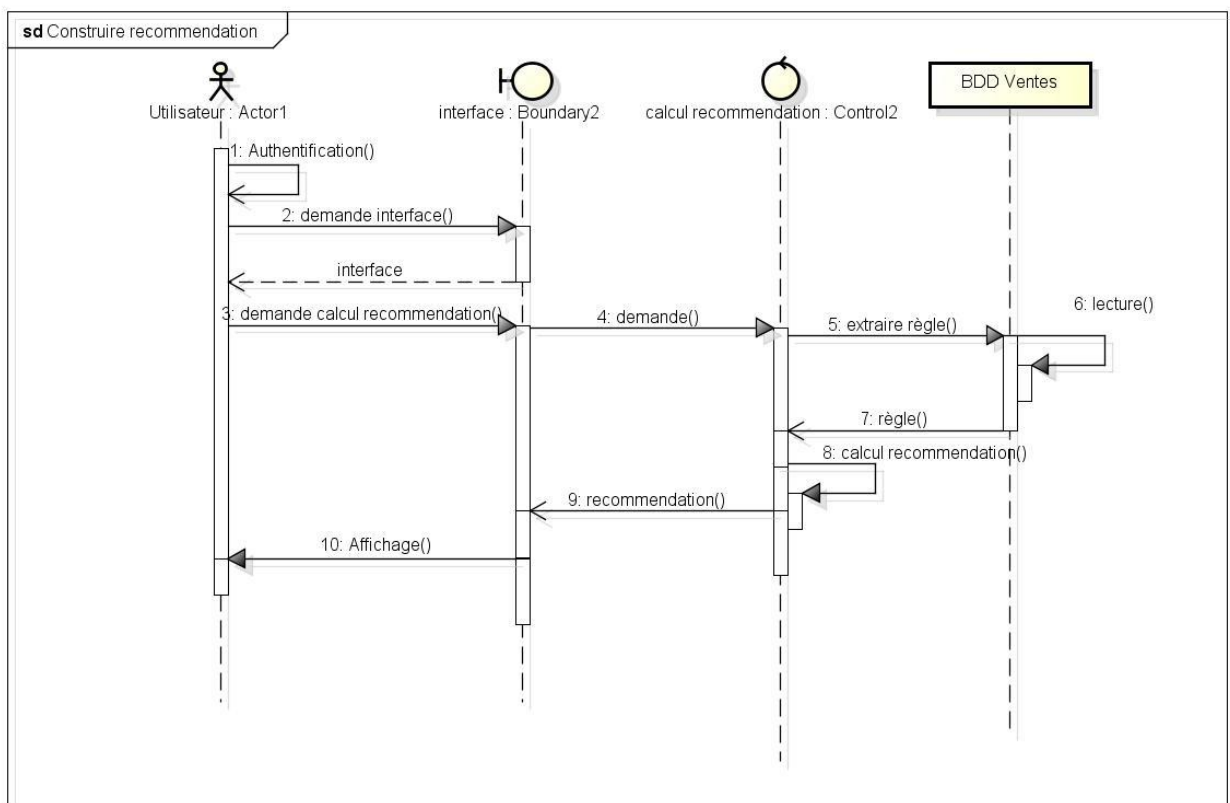 sd Construire recommendation
BDD Ventes
Utilisateur : Actor1
interface : Boundary2
calcul recommendation : Control2
1: Authentification()
2: demande interface()
interface
3: demande calcul recommendation()
4: demande()
5: extraire règle()
6: lecture()
7: règle()
8: calcul recommendation()
9: recommendation()
10: Affichage()